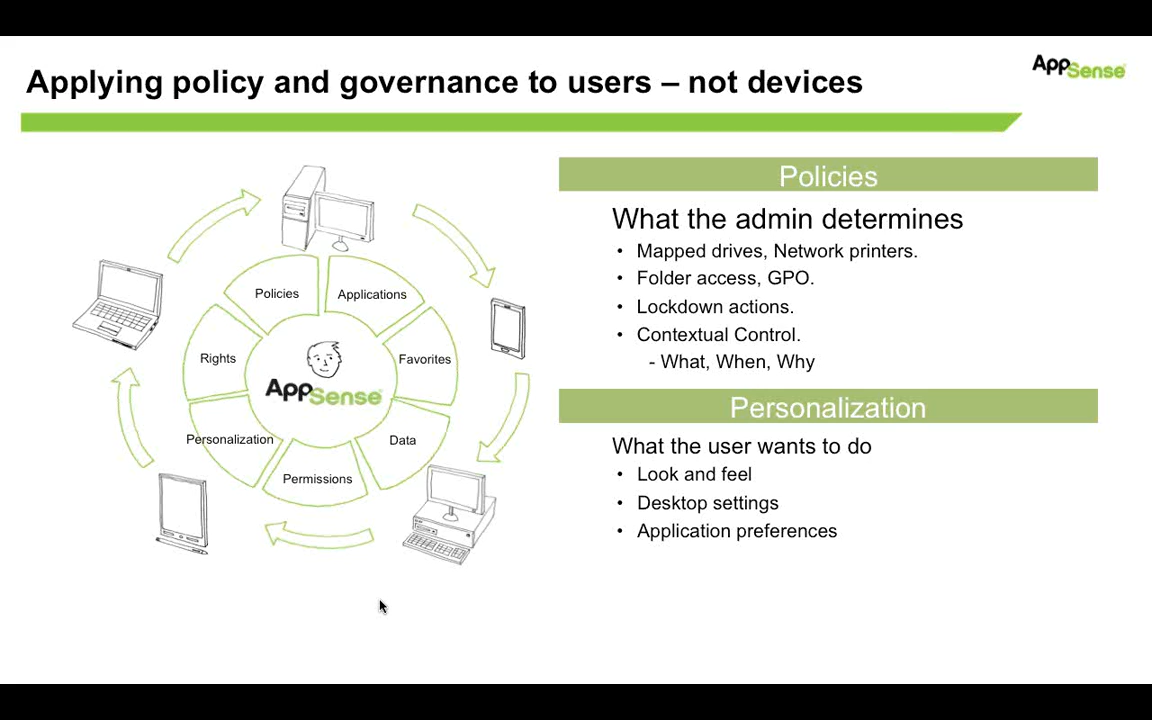 Applying policy and governance to users – not devices
AppSense
Policies
Applications
Rights
Favorites
AppSense
Personalization
Data
Permissions
Policies
What the admin determines
• Mapped drives, Network printers.
• Folder access, GPO.
• Lockdown actions.
• Contextual Control.
- What, When, Why
Personalization
What the user wants to do
• Look and feel
• Desktop settings
• Application preferences